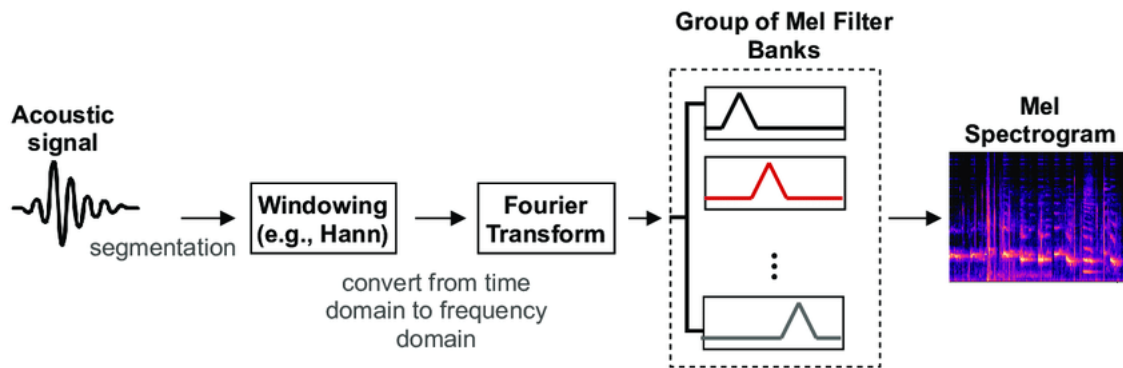 Acoustic
signal
segmentation
Windowing
(e.g., Hann)
convert from time
domain to frequency
domain
Fourier
Transform
Group of Mel Filter
Banks
Mel
Spectrogram